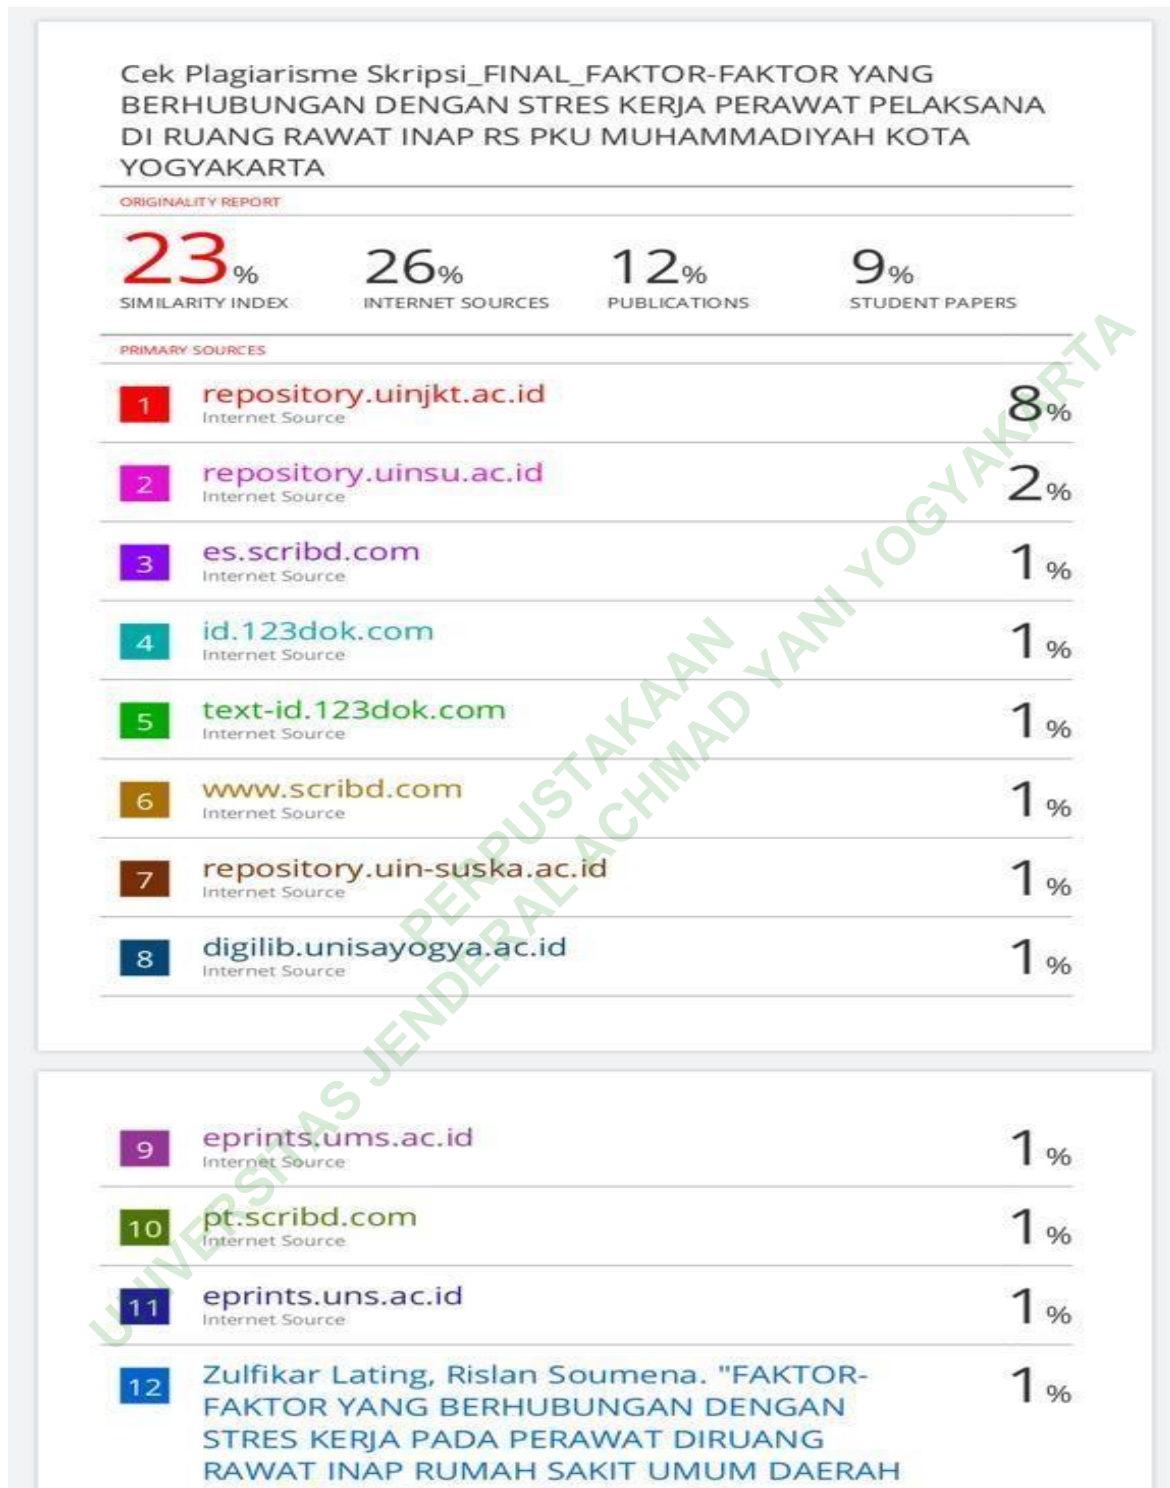 Cek Plagiarisme Skripsi_FINAL_FAKTOR-FAKTOR YANG
BERHUBUNGAN DENGAN STRES KERJA PERAWAT PELAKSANA
DI RUANG RAWAT INAP RS PKU MUHAMMADIYAH KOTA
YOGYAKARTA
ORIGINALITY REPORT
23% 26% 12% 9%
SIMILARITY INDEX INTERNET SOURCES PUBLICATIONS STUDENT PAPERS
PRIMARY SOURCES
1 repository.uinjkt.ac.id 8%
Internet Source
2 repository.uinsu.ac.id 2%
Internet Source
3 es.scribd.com 1%
Internet Source
4 id.123dok.com 1%
Internet Source
5 text-id.123dok.com 1%
Internet Source
6 www.scribd.com 1%
Internet Source
7 repository.uin-suska.ac.id 1%
Internet Source
8 digilib.unisayogya.ac.id 1%
Internet Source
9 eprints.ums.ac.id 1%
Internet Source
10 pt.scribd.com 1%
Internet Source
11 eprints.uns.ac.id 1%
Internet Source
12 Zulfikar Lating, Rislan Soumena. "FAKTOR- 1%
FAKTOR YANG BERHUBUNGAN DENGAN
STRES KERJA PADA PERAWAT DIRUANG
RAWAT INAP RUMAH SAKIT UMUM DAERAH
PERPUSTAKAAN
UNIVERSITAS JENDERAL ACHMAD YANI YOGYAKARTA